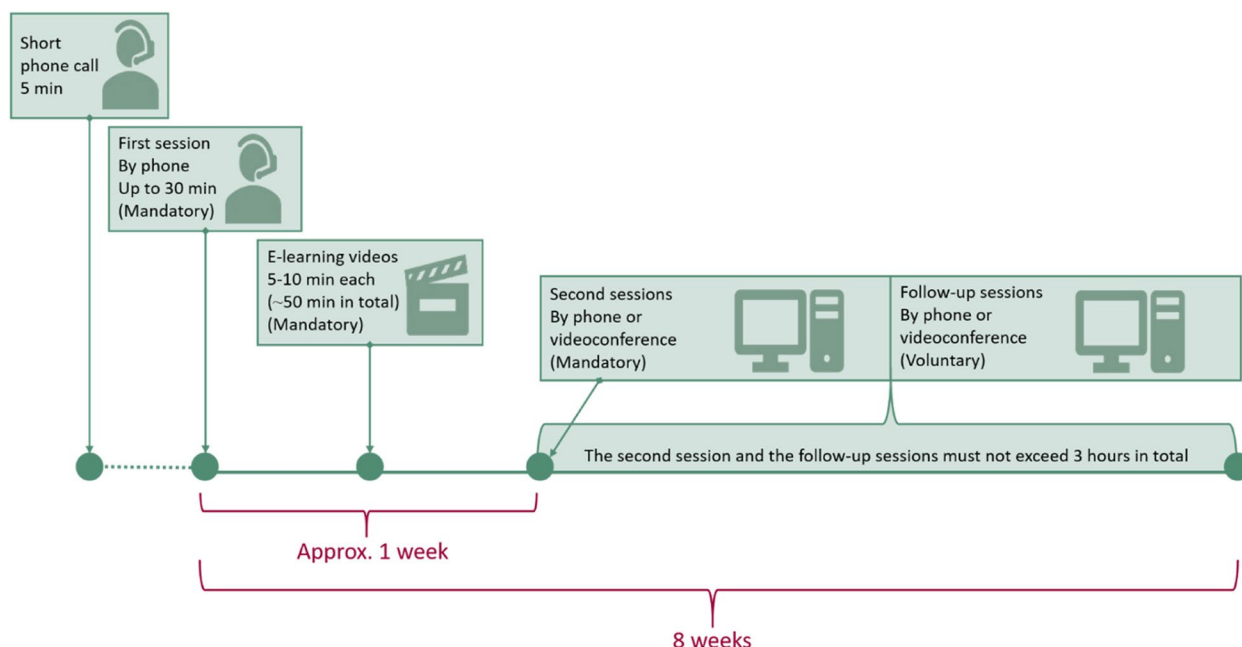 Short
phone call
5 min
First session
By phone
Up to 30 min
(Mandatory)
E-learning videos
5-10 min each
(~50 min in total)
(Mandatory)
Second sessions
By phone or
videoconference
(Mandatory)
Follow-up sessions
By phone or
videoconference
(Voluntary)
The second session and the follow-up sessions must not exceed 3 hours in total
Approx. 1 week
8 weeks